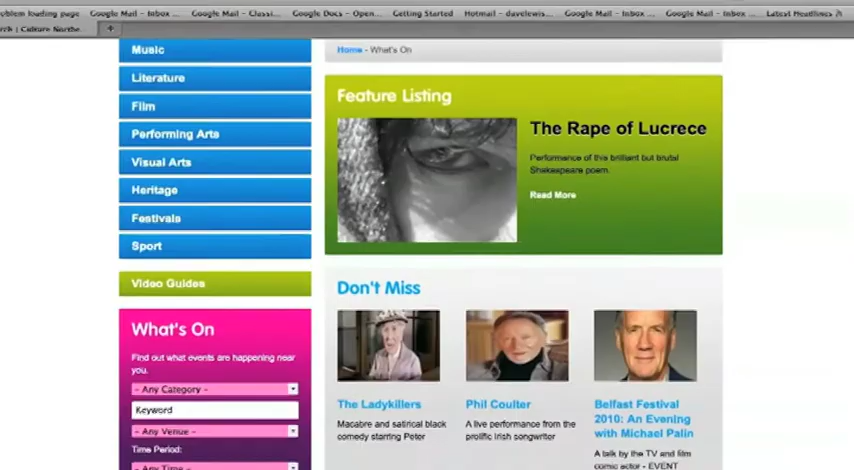 oblem loading page Google Mail - Inbox ... Google Mail - Classi... Google Docs - Open... Getting Started Hotmail - davelewis... Google Mail - Inbox ... Google Mail - Inbox ... Latest Headlines
rch | Culture Northe...
Music
Literature
Film
Performing Arts
Visual Arts
Heritage
Festivals
Sport
Video Guides
What's On
Find out what events are happening near
you.
- Any Category -
Keyword
- Any Venue -
Time Period:
- Any Time -
Home - What's On
Feature Listing
The Rape of Lucrece
Performance of this brilliant but brutal
Shakespeare poem.
Read More
Don't Miss
The Ladykillers
Macabre and satirical black
comedy starring Peter
Phil Coulter
A live performance from the
prolific Irish songwriter
Belfast Festival
2010: An Evening
with Michael Palin
A talk by the TV and film
comic actor - EVENT